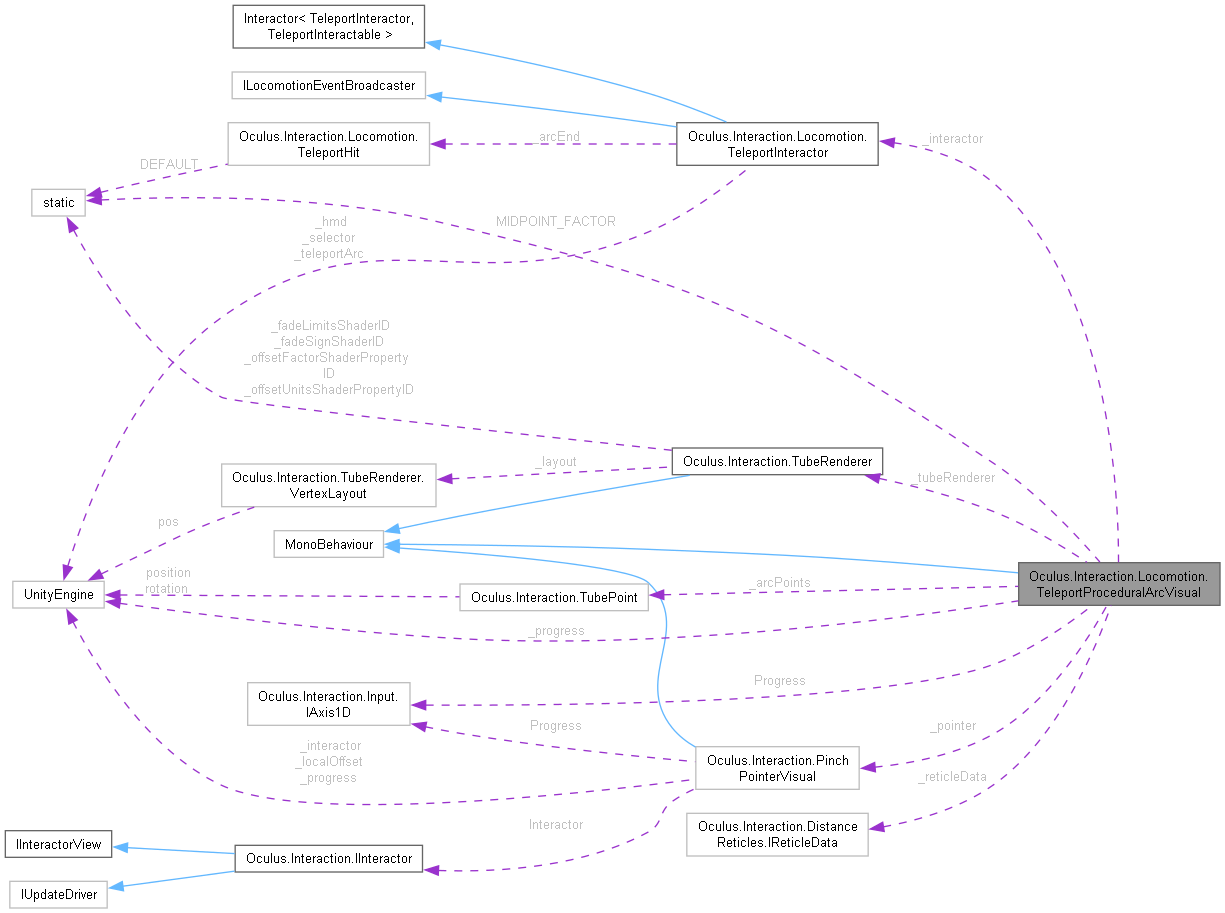 Interactor< TeleportInteractor,
TeleportInteractable >
ILocomotionEventBroadcaster
Oculus.Interaction.Locomotion.
TeleportHit
_arcEnd
Oculus.Interaction.Locomotion.
TeleportInteractor
_interactor
DEFAULT
static
_hmd
_selector
_teleportArc
MIDPOINT_FACTOR
_fadeLimitsShaderID
_fadeSignShaderID
_offsetFactorShaderProperty
ID
_offsetUnitsShaderPropertyID
Oculus.Interaction.TubeRenderer.
VertexLayout
_layout
Oculus.Interaction.TubeRenderer
_tubeRenderer
pos
MonoBehaviour
UnityEngine
position
rotation
Oculus.Interaction.TubePoint
_arcPoints
Oculus.Interaction.Locomotion.
TeleportProceduralArcVisual
_progress
Oculus.Interaction.Input.
IAxis1D
Progress
Progress
_pointer
_interactor
_localOffset
_progress
Oculus.Interaction.Pinch
PointerVisual
_reticleData
Interactor
Oculus.Interaction.Distance
Reticles.IReticleData
IInteractorView
Oculus.Interaction.IInteractor
IUpdateDriver